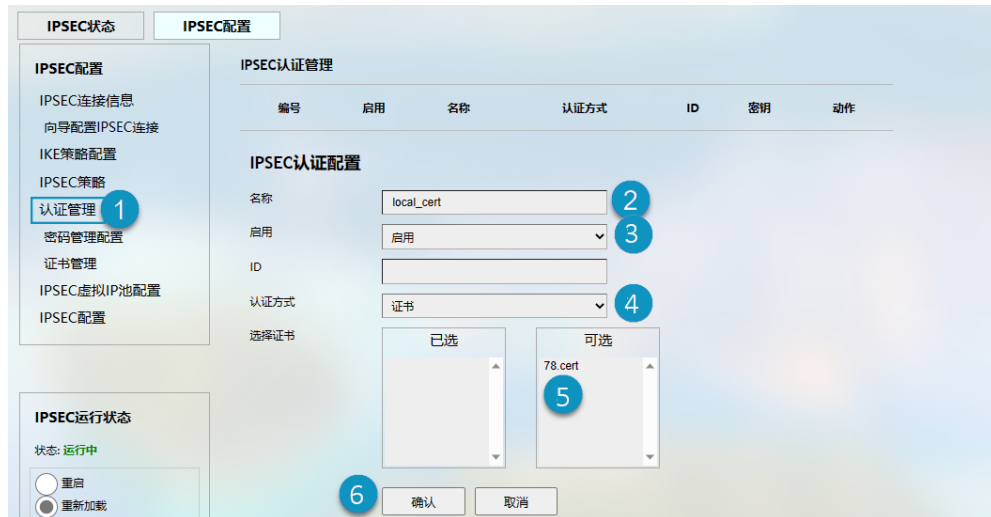 IPSEC状态 IPSEC配置
IPSEC配置
IPSEC连接信息
向导配置IPSEC连接
IKE策略配置
IPSEC策略
认证管理 1
密码管理配置
证书管理
IPSEC虚拟IP池配置
IPSEC配置
IPSEC运行状态
状态: 运行中
重启
重新加载
IPSEC认证管理
编号 启用 名称 认证方式 ID 密钥 动作
IPSEC认证配置
名称 local_cert 2
启用 启用 3
ID
认证方式 证书 4
选择证书 已选 可选
78.cert
5
6 确认 取消